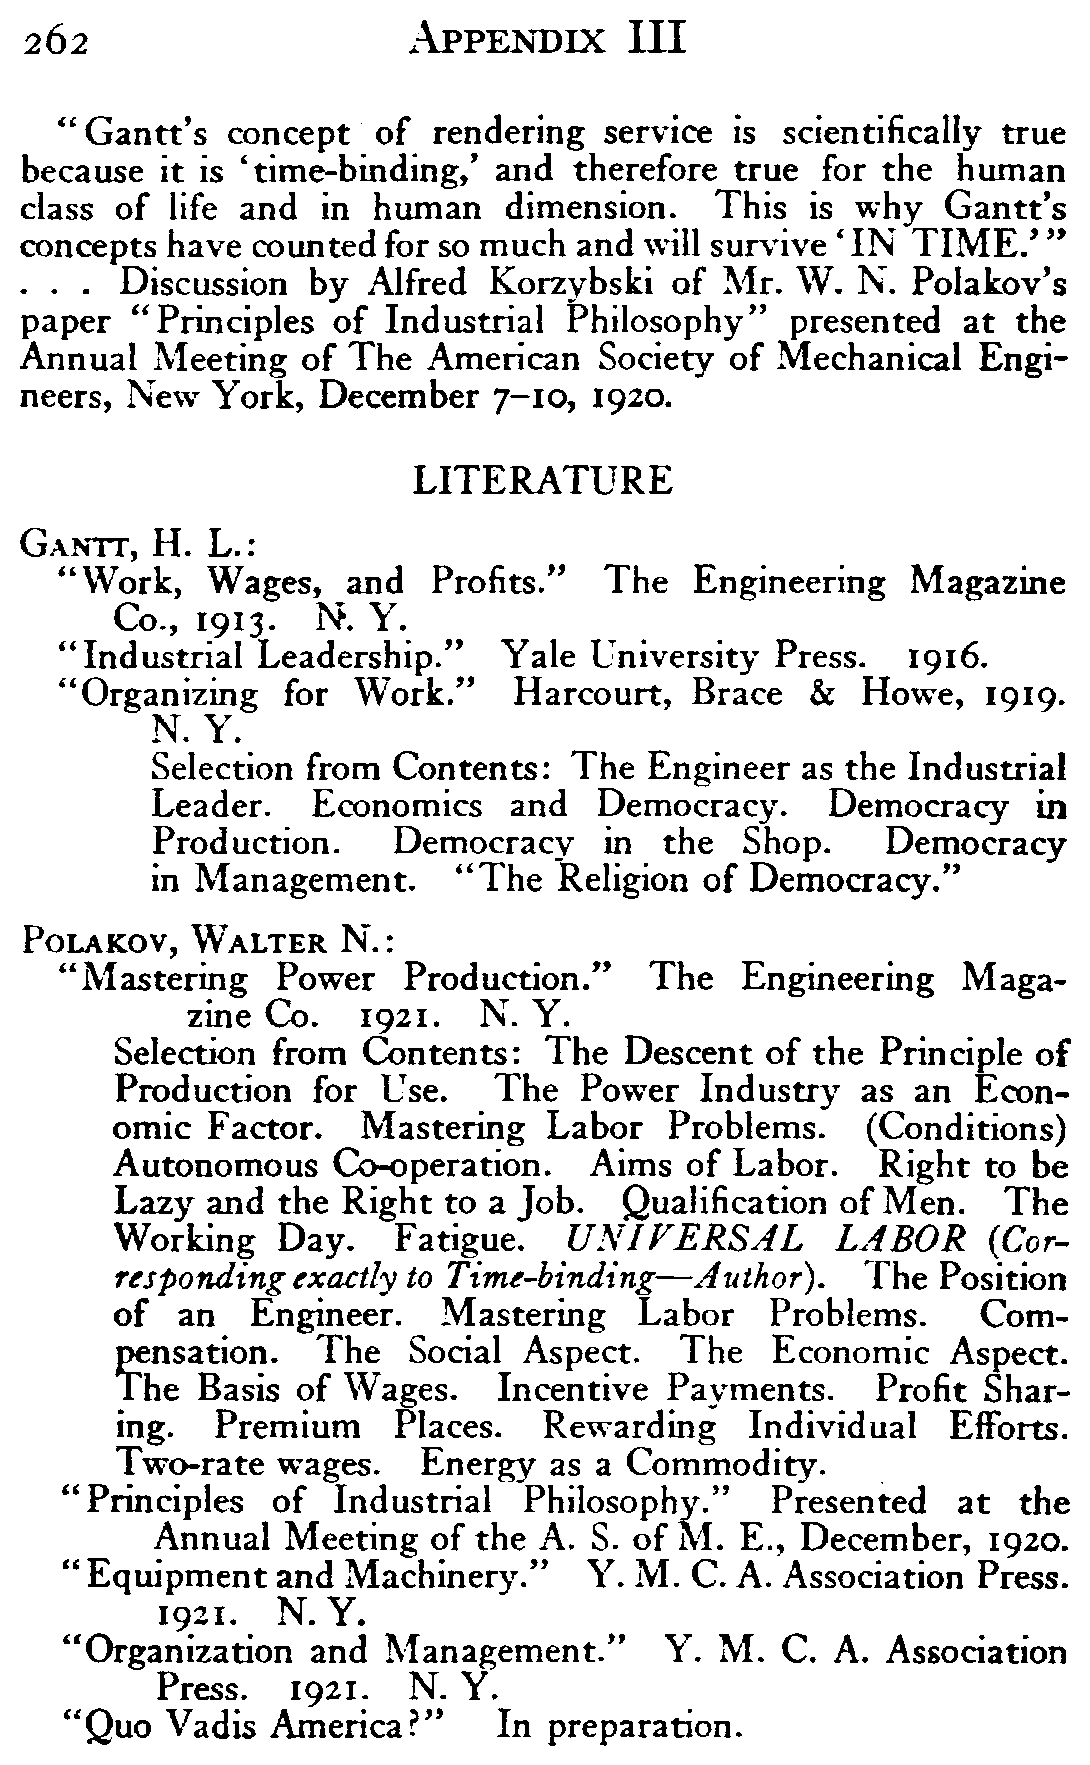 262 APPENDIX III
"Gantt's concept of rendering service is scientifically true
because it is 'time-binding,' and therefore true for the human
class of life and in human dimension. This is why Gantt's
concepts have counted for so much and will survive 'IN TIME.'"
. . . Discussion by Alfred Korzybski of Mr. W. N. Polakov's
paper "Principles of Industrial Philosophy" presented at the
Annual Meeting of The American Society of Mechanical Engi-
neers, New York, December 7–10, 1920.
LITERATURE
GANTT, H. L.:
"Work, Wages, and Profits." The Engineering Magazine
Co., 1913. N. Y.
"Industrial Leadership." Yale University Press. 1916.
"Organizing for Work." Harcourt, Brace & Howe, 1919.
N. Y.
Selection from Contents: The Engineer as the Industrial
Leader. Economics and Democracy. Democracy in
Production. Democracy in the Shop. Democracy
in Management. "The Religion of Democracy."
POLAKOV, WALTER N.:
"Mastering Power Production." The Engineering Maga-
zine Co. 1921. N. Y.
Selection from Contents: The Descent of the Principle of
Production for Use. The Power Industry as an Econ-
omic Factor. Mastering Labor Problems. (Conditions)
Autonomous Co-operation. Aims of Labor. Right to be
Lazy and the Right to a Job. Qualification of Men. The
Working Day. Fatigue. UNIVERSAL LABOR (Cor-
responding exactly to Time-binding—Author). The Position
of an Engineer. Mastering Labor Problems. Com-
pensation. The Social Aspect. The Economic Aspect.
The Basis of Wages. Incentive Payments. Profit Shar-
ing. Premium Places. Rewarding Individual Efforts.
Two-rate wages. Energy as a Commodity.
"Principles of Industrial Philosophy." Presented at the
Annual Meeting of the A. S. of M. E., December, 1920.
"Equipment and Machinery." Y. M. C. A. Association Press.
1921. N. Y.
"Organization and Management." Y. M. C. A. Association
Press. 1921. N. Y.
"Quo Vadis America?" In preparation.